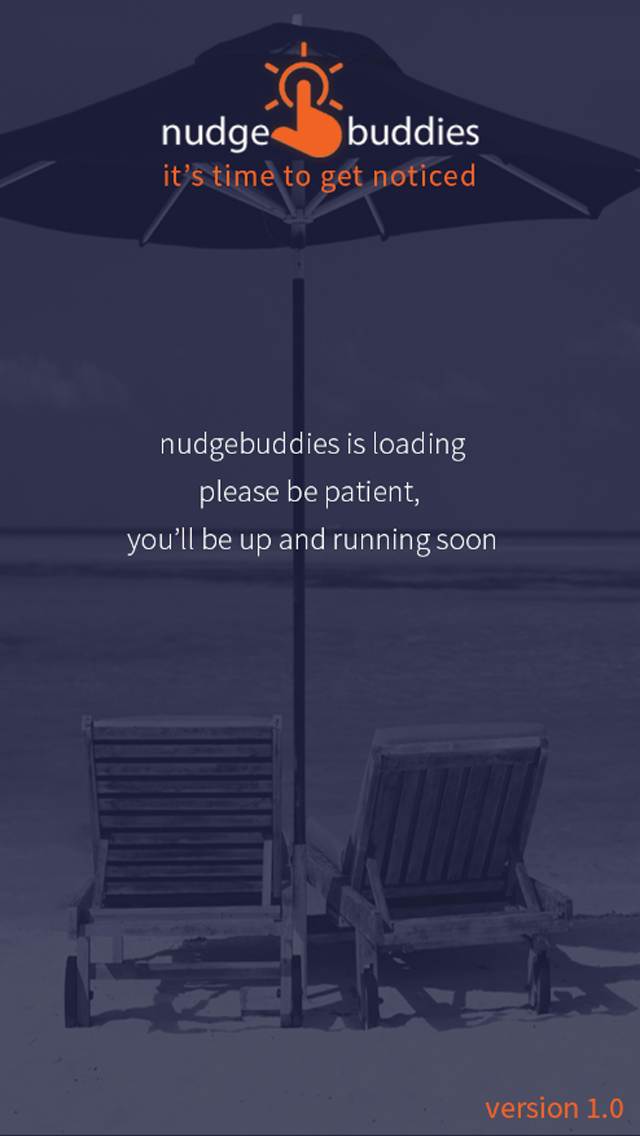 nudge buddies
it's time to get noticed
nudgebuddies is loading
please be patient,
you'll be up and running soon
version 1.0